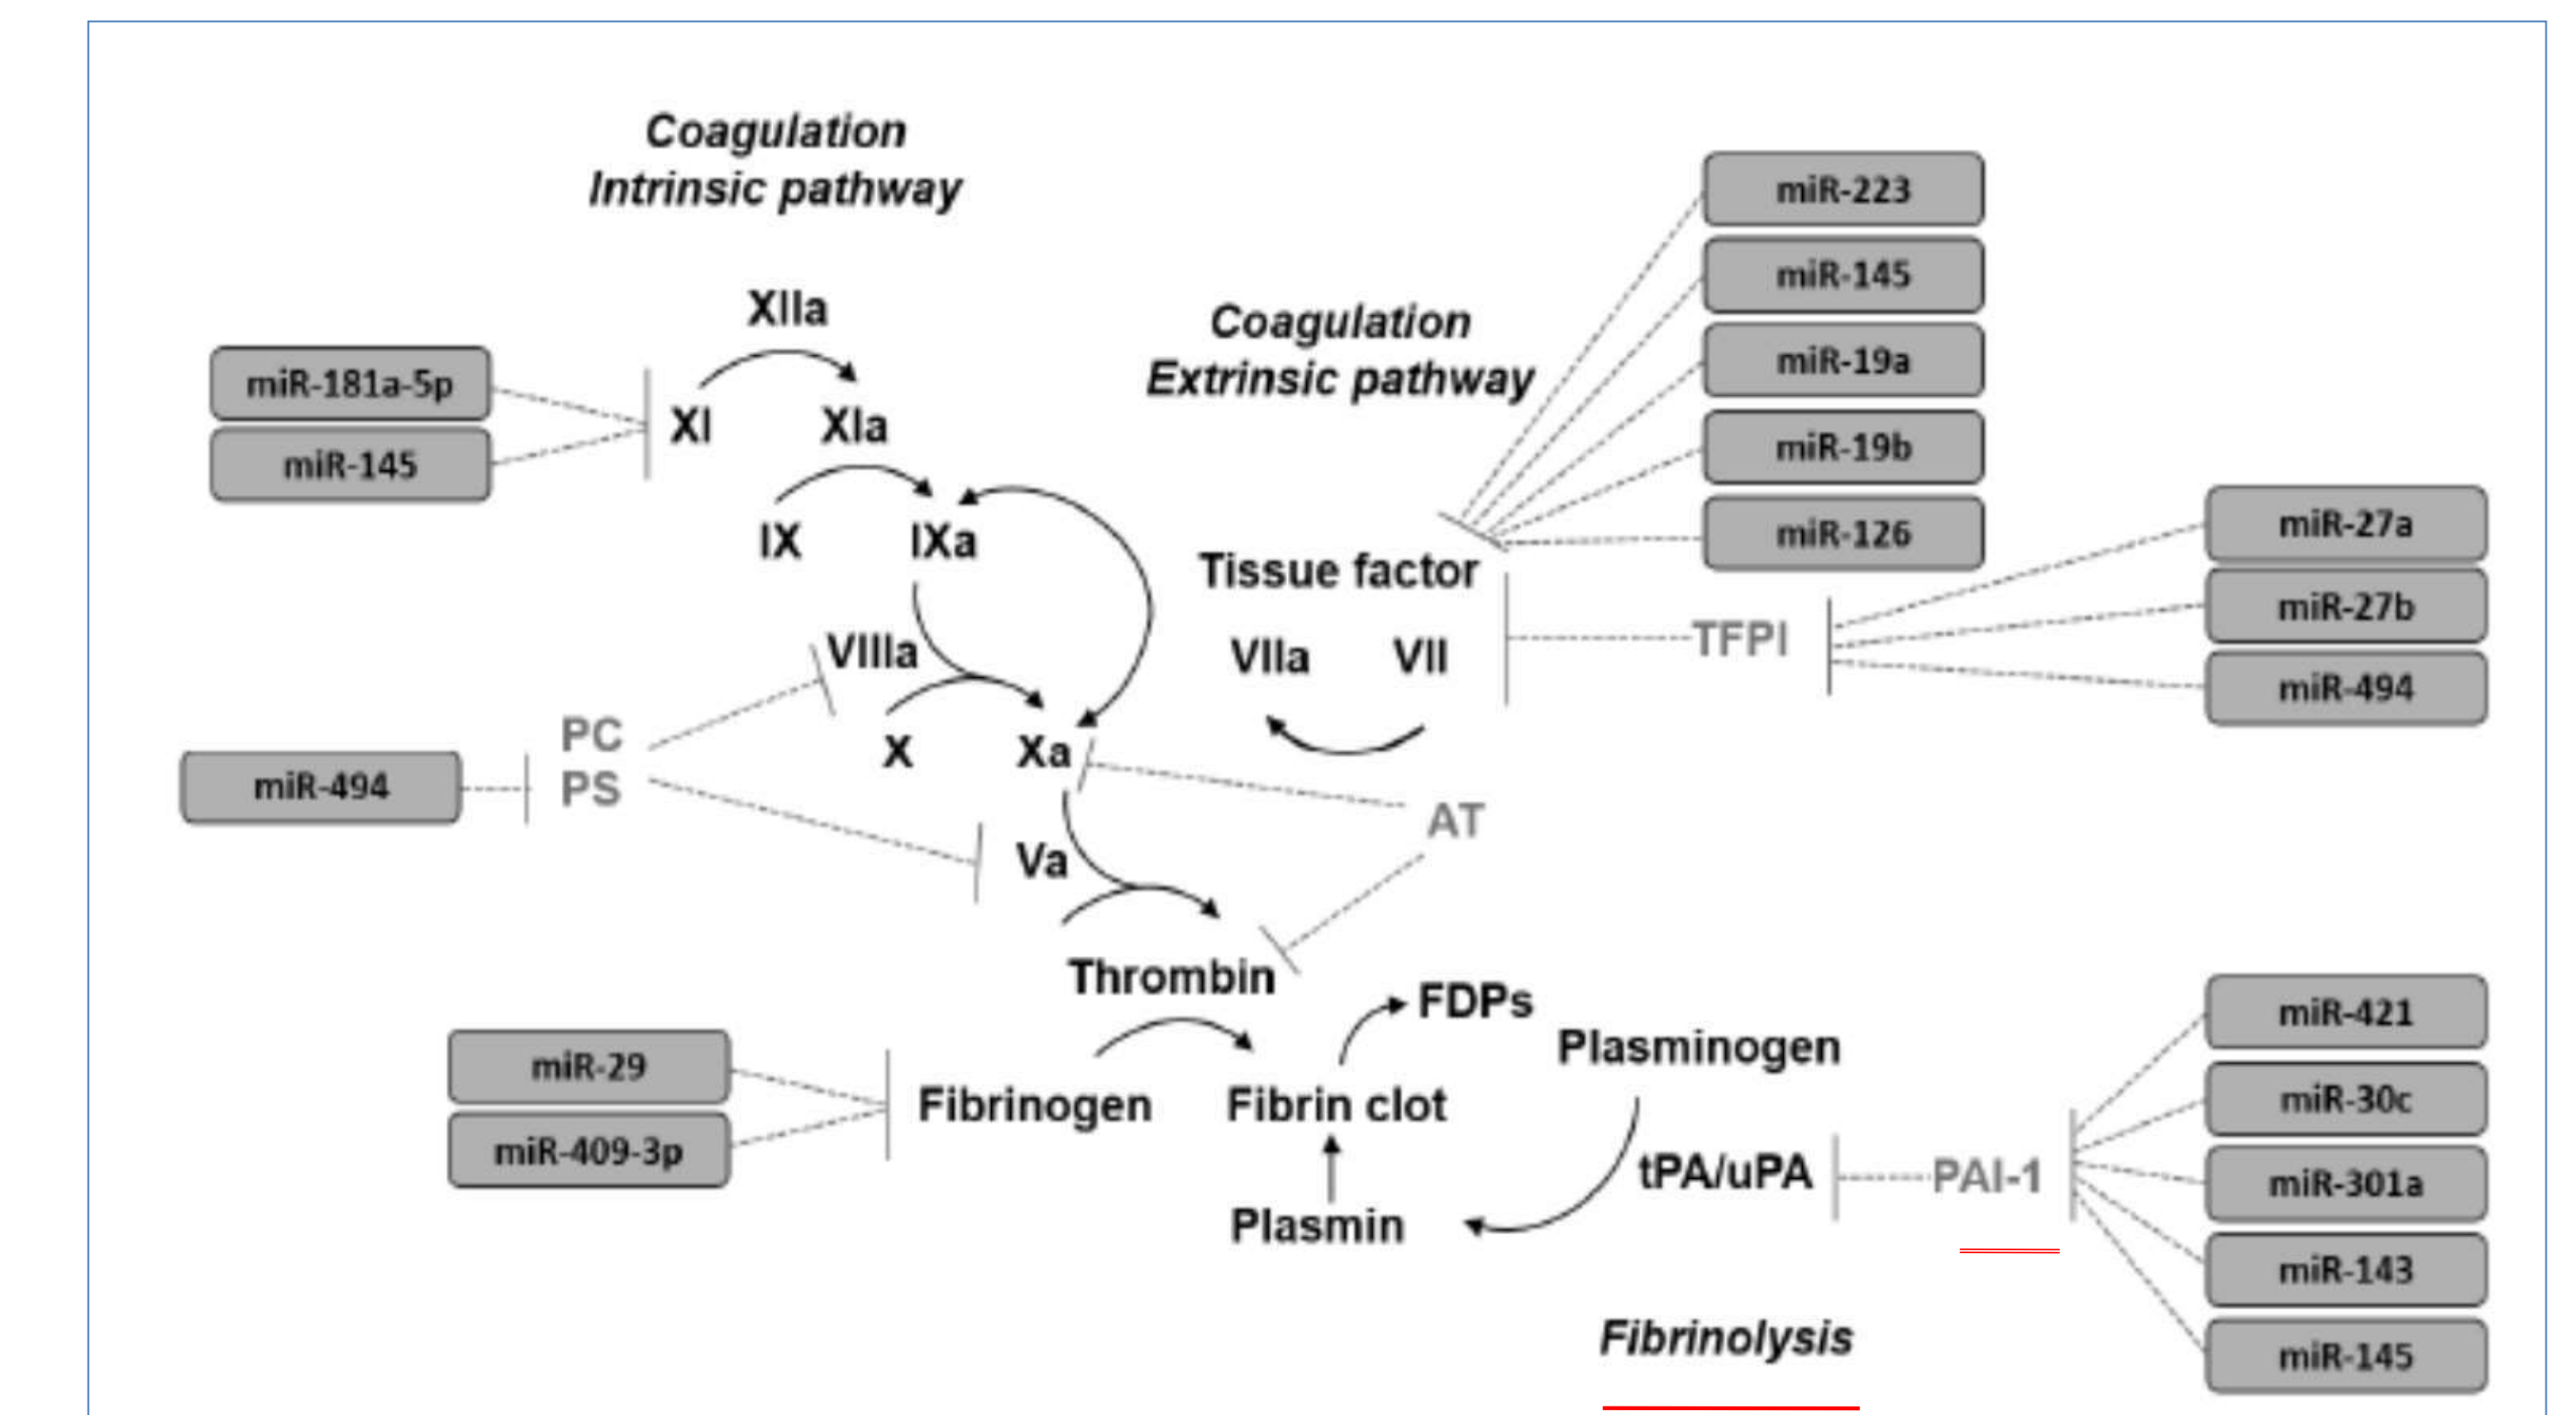 Coagulation
Intrinsic pathway
miR-223
miR-145
XIIa
Coagulation
Extrinsic pathway
miR-19a
miR-181a-5p
XI
XIa
miR-19b
miR-145
IX
IXa
miR-126
miR-27a
Tissue factor
miR-27b
VIIIa
VIIa
VII
TFPI
miR-494
PC
X
Xa
miR-494
PS
AT
Va
Thrombin
FDPs
miR-421
Plasminogen
miR-29
Fibrinogen
Fibrin clot
miR-30c
miR-409-3p
tPA/uPA
PAI-1
miR-301a
Plasmin
miR-143
Fibrinolysis
miR-145